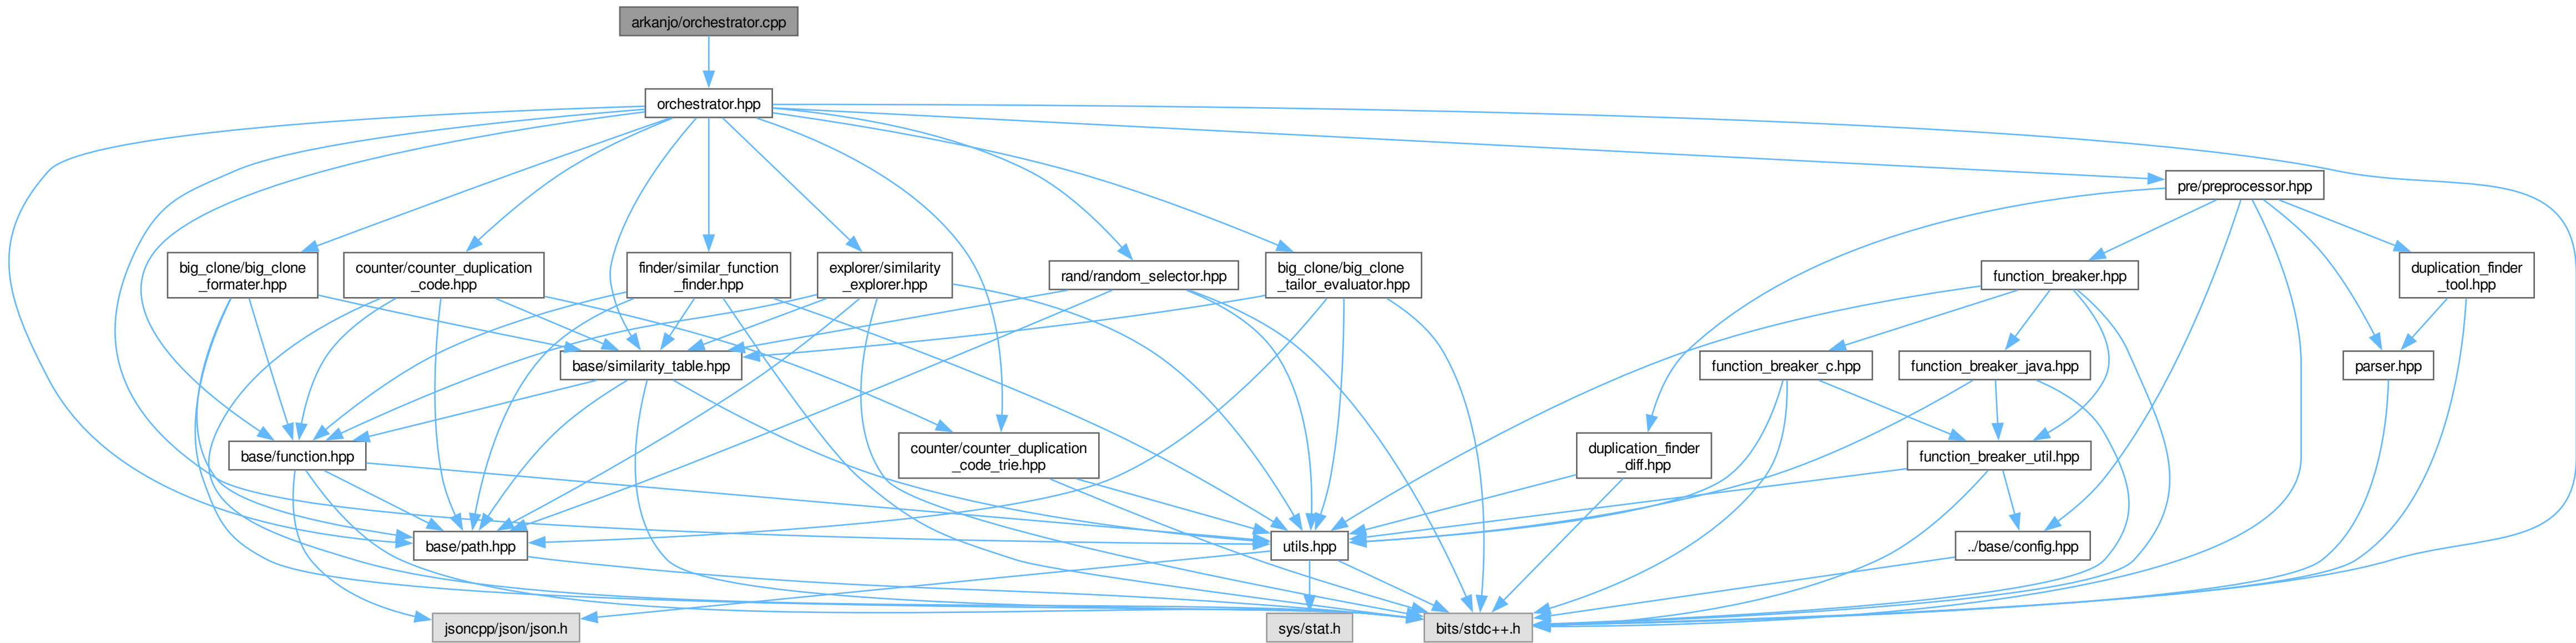 arkanjo/orchestrator.cpp
orchestrator.hpp
pre/preprocessor.hpp
big_clone/big_clone
_formater.hpp
counter/counter_duplication
_code.hpp
finder/similar_function
_finder.hpp
explorer/similarity
_explorer.hpp
rand/random_selector.hpp
big_clone/big_clone
_tailor_evaluator.hpp
function_breaker.hpp
duplication_finder
_tool.hpp
base/similarity_table.hpp
function_breaker_c.hpp
function_breaker_java.hpp
parser.hpp
base/function.hpp
counter/counter_duplication
_code_trie.hpp
duplication_finder
_diff.hpp
function_breaker_util.hpp
base/path.hpp
utils.hpp
../base/config.hpp
jsoncpp/json/json.h
sys/stat.h
bits/stdc++.h